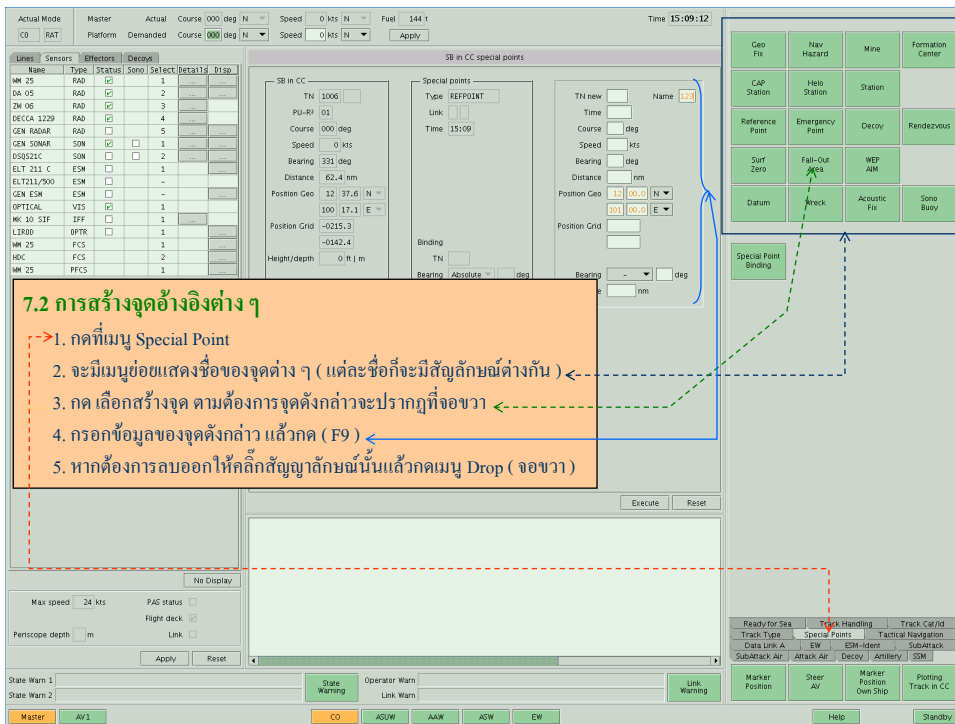 Actual Mode Master Actual Course 000 deg N Speed 0 kts N Fuel 144 t Time 15:09:12
CO RAT Platform Demanded Course 000 deg N Speed 0 kts N Apply
Lines Sensors Effectors Decoys
Name Type Status Sono Select Details Disp
WM 25 RAD 1 ...
DA 05 RAD 2 ... ...
ZW 06 RAD 3 ...
DECCA 1229 RAD 4 ...
GEN RADAR RAD 5 ... ...
GEN SONAR SON 1 ... ...
DSQS21C SON 2 ... ...
ELT 211 C ESM 1 ...
ELT211/500 ESM –
GEN ESM ESM – ...
OPTICAL VIS 1
MK 10 SIF IFF 1 ...
LIROD OPTR 1 ...
WM 25 FCS 1 ...
HDC FCS 2 ...
WM 25 PFCS 1 ...
SB in CC special points
SB in CC
TN 1006
PU-R² 01
Course 000 deg
Speed 0 kts
Bearing 331 deg
Distance 62.4 nm
Position Geo 12 37.6 N
100 17.1 E
Position Grid -0215.3
-0142.4
Height/depth 0 ft | m
Special points
Type REFPOINT
Link
Time 15:09
Binding
TN
Bearing Absolute deg
TN new Name 123
Time
Course deg
Speed kts
Bearing deg
Distance nm
Position Geo 12 00.0 N
101 00.0 E
Position Grid
Bearing – deg
nm
7.2 การสร้างจุดอ้างอิงต่าง ๆ
1. กดที่เมนู Special Point
2. จะมีเมนูย่อยแสดงชื่อของจุดต่าง ๆ ( แต่ละชื่อก็จะมีสัญลักษณ์ต่างกัน )
3. กด เลือกสร้างจุด ตามต้องการจุดดังกล่าวจะปรากฏที่จอขวา
4. กรอกข้อมูลของจุดดังกล่าว แล้วกด ( F9 )
5. หากต้องการลบออกให้คลิ๊กสัญญาลักษณ์นั้นแล้วกดเมนู Drop ( จอขวา )
Execute Reset
No Display
Max speed 24 kts PAS status
Flight deck
Periscope depth m Link
Apply Reset
Geo Fix
Nav Hazard
Mine
Formation Center
CAP Station
Helo Station
Station
Reference Point
Emergency Point
Decoy
Rendezvous
Surf Zero
Fall-Out Area
WEP AIM
Datum
Wreck
Acoustic Fix
Sono Buoy
Special Point Binding
Ready for Sea Track Handling Track Cat/Id
Track Type Special Points Tactical Navigation
Data Link A EW ESM-Ident SubAttack
SubAttack Air Attack Air Decoy Artillery SSM
Marker Position
Steer AV
Marker Position Own Ship
Plotting Track in CC
State Warn 1
State Warn 2
State Warning
Operator Warn
Link Warn
Link Warning
Master AV1 CO ASUW AAW ASW EW Help Standby